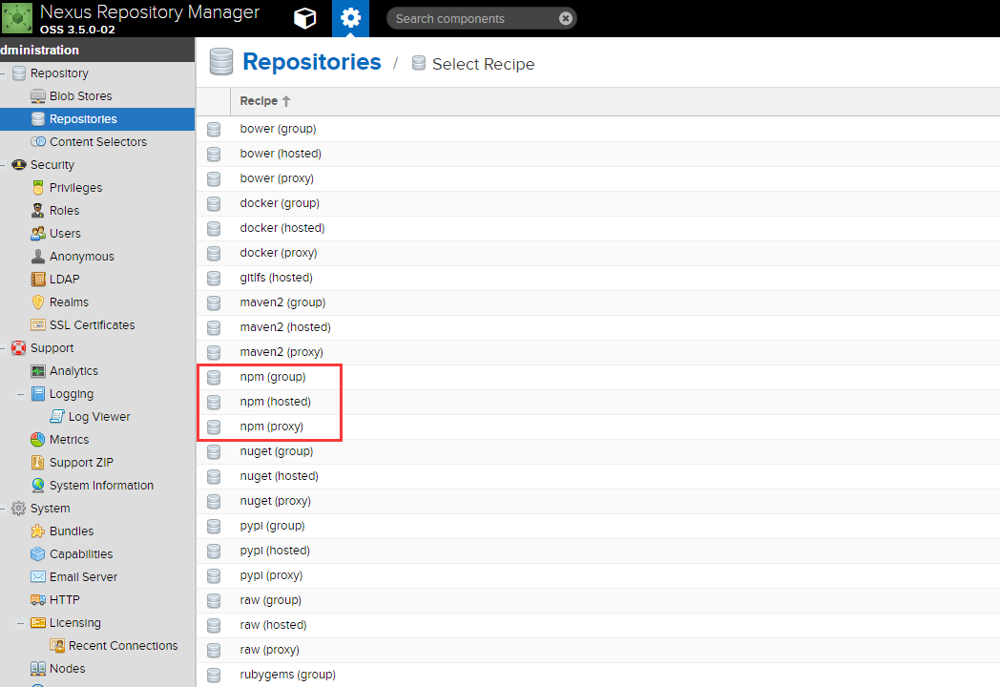 Nexus Repository Manager
OSS 3.5.0-02
Search components
dministration
Repository
Blob Stores
Repositories
Content Selectors
Security
Privileges
Roles
Users
Anonymous
LDAP
Realms
SSL Certificates
Support
Analytics
Logging
Log Viewer
Metrics
Support ZIP
System Information
System
Bundles
Capabilities
Email Server
HTTP
Licensing
Recent Connections
Nodes
Repositories / Select Recipe
Recipe
bower (group)
bower (hosted)
bower (proxy)
docker (group)
docker (hosted)
docker (proxy)
gitlfs (hosted)
maven2 (group)
maven2 (hosted)
maven2 (proxy)
npm (group)
npm (hosted)
npm (proxy)
nuget (group)
nuget (hosted)
nuget (proxy)
pypi (group)
pypi (hosted)
pypi (proxy)
raw (group)
raw (hosted)
raw (proxy)
rubygems (group)